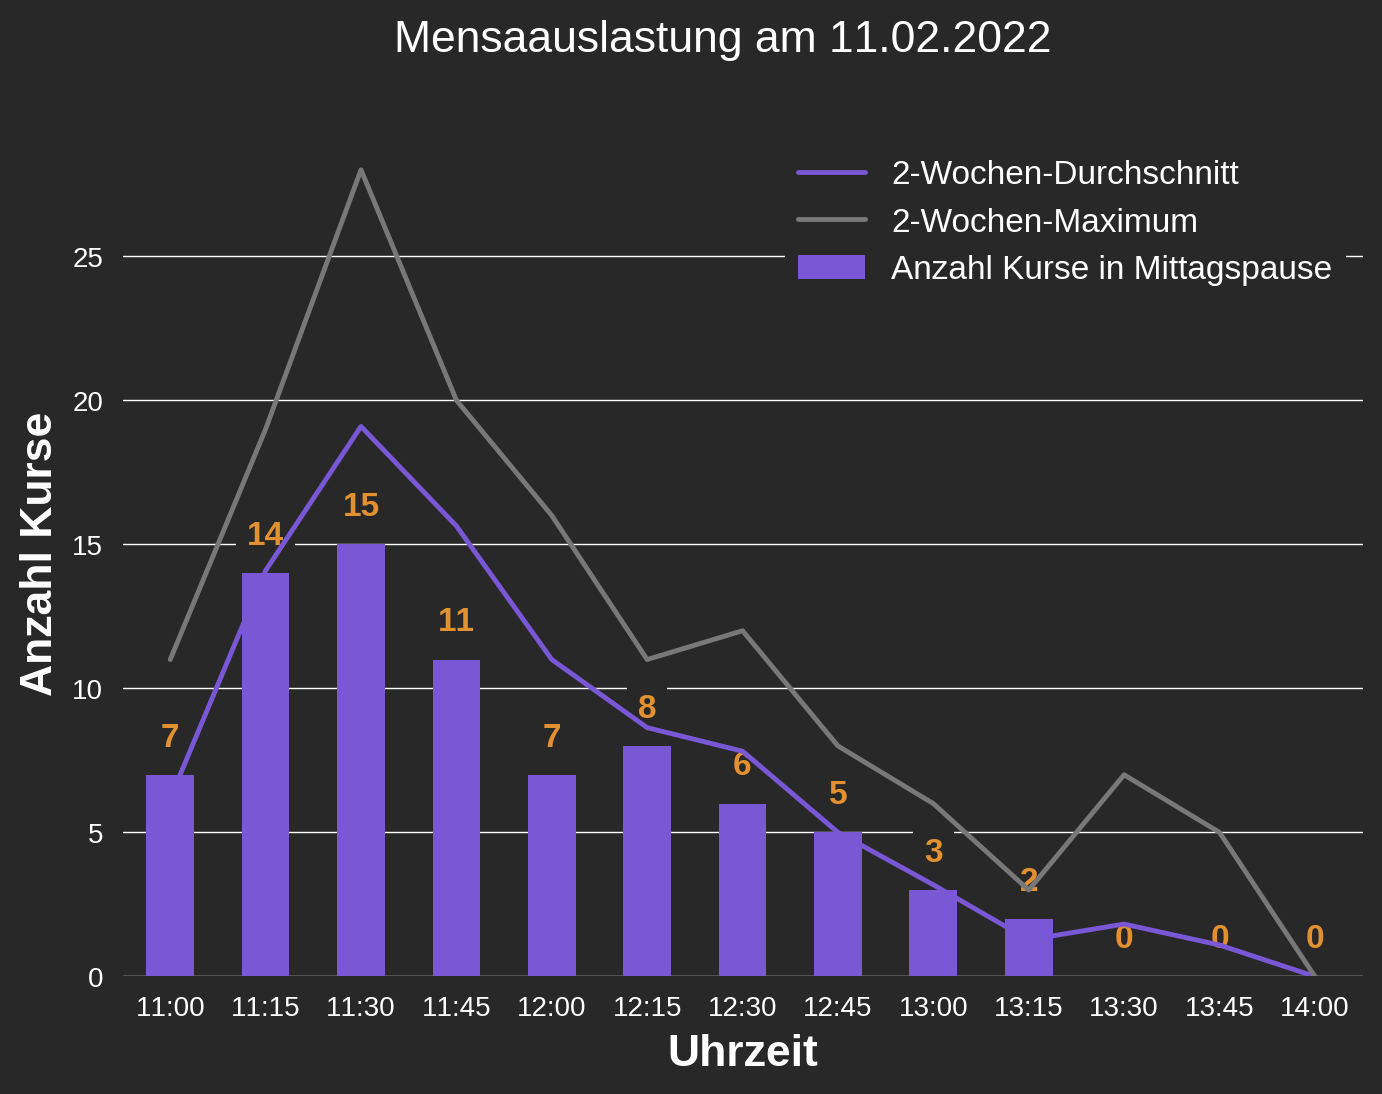 Mensaauslastung am 11.02.2022
2-Wochen-Durchschnitt
2-Wochen-Maximum
Anzahl Kurse in Mittagspause
Anzahl Kurse
25
20
15
10
5
0
7
14
15
11
7
8
6
5
3
2
0
0
0
11:00 11:15 11:30 11:45 12:00 12:15 12:30 12:45 13:00 13:15 13:30 13:45 14:00
Uhrzeit